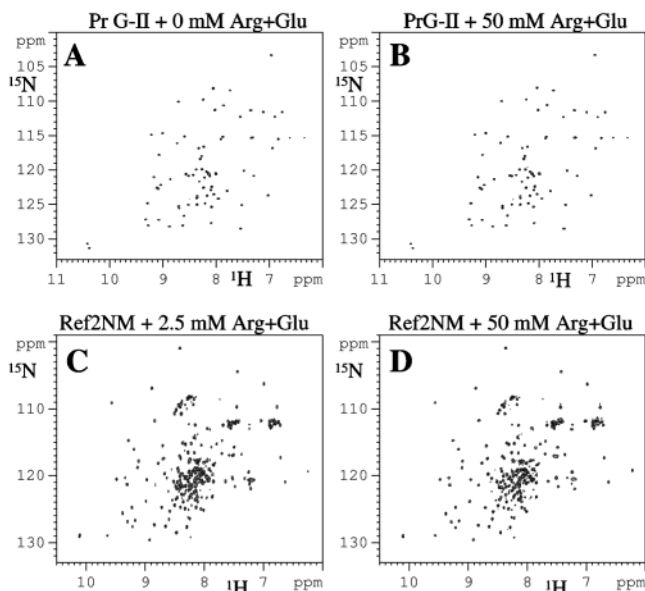 Pr G-II + 0 mM Arg+Glu
PrG-II + 50 mM Arg+Glu
ppm
A
15N
105
110
115
120
125
130
11 10 9 8 7
1H
ppm
ppm
B
15N
105
110
115
120
125
130
11 10 9 8 7
1H
ppm
Ref2NM + 2.5 mM Arg+Glu
Ref2NM + 50 mM Arg+Glu
ppm
C
15N
110
120
130
10 9 8 7 ppm
1H
ppm
D
15N
110
120
130
10 9 8 7 ppm
1H